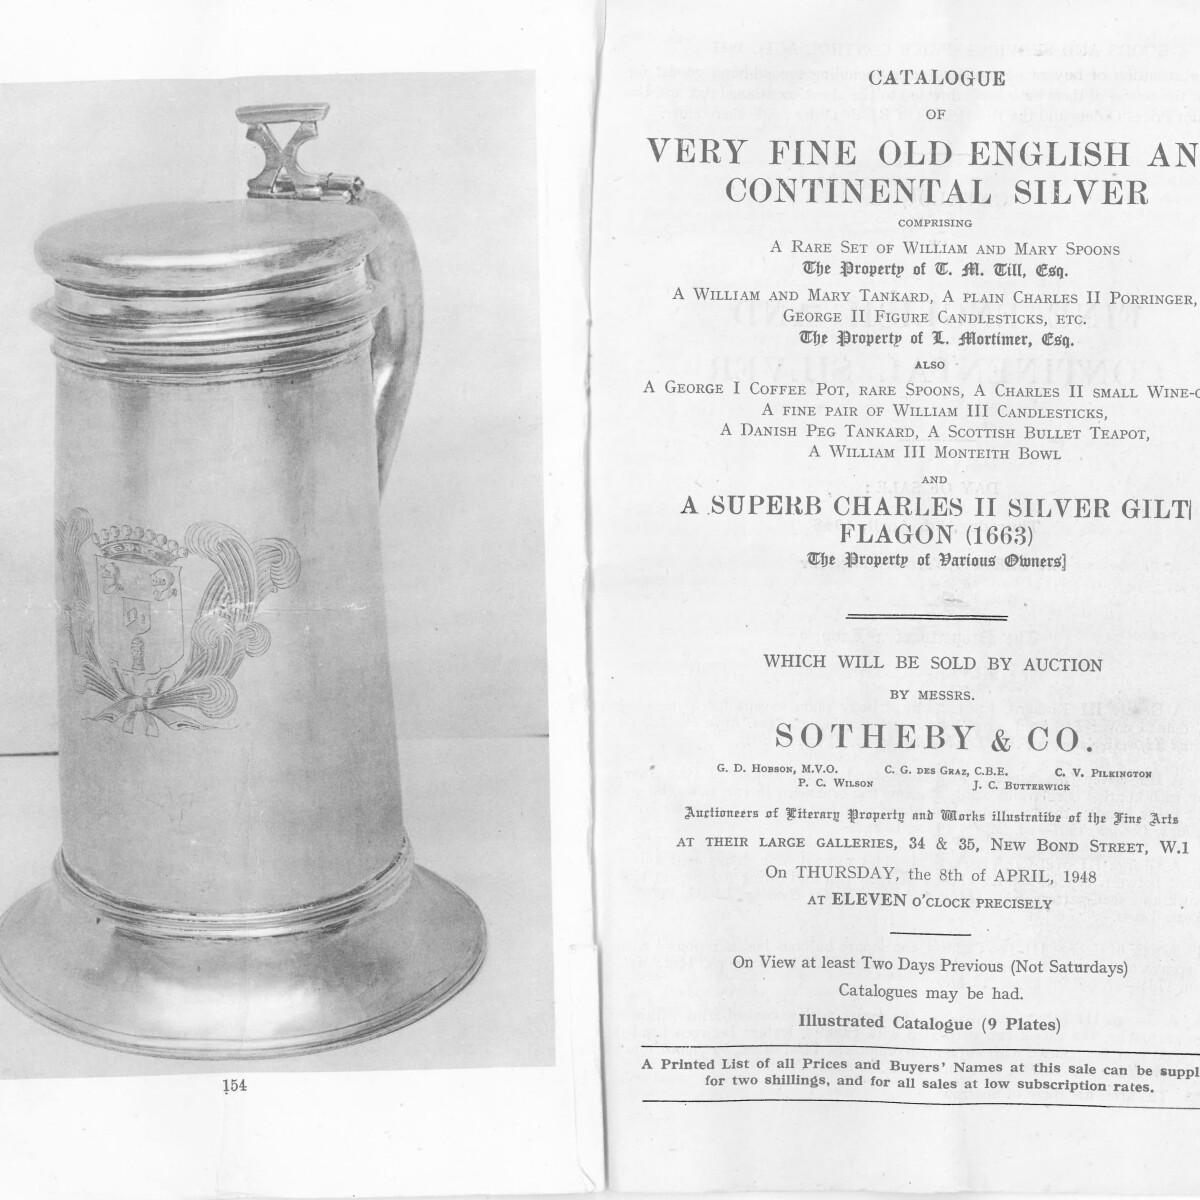 154
CATALOGUE
OF
VERY FINE OLD ENGLISH AN
CONTINENTAL SILVER
COMPRISING
A RARE SET OF WILLIAM AND MARY SPOONS
The Property of T. M. Till, Esq.
A WILLIAM AND MARY TANKARD, A PLAIN CHARLES II PORRINGER,
GEORGE II FIGURE CANDLESTICKS, ETC.
The Property of L. Mortimer, Esq.
ALSO
A GEORGE I COFFEE POT, RARE SPOONS, A CHARLES II SMALL WINE-
A FINE PAIR OF WILLIAM III CANDLESTICKS,
A DANISH PEG TANKARD, A SCOTTISH BULLET TEAPOT,
A WILLIAM III MONTEITH BOWL
AND
A SUPERB CHARLES II SILVER GILT
FLAGON (1663)
The Property of Various Owners]
WHICH WILL BE SOLD BY AUCTION
BY MESSRS.
SOTHEBY & CO.
G. D. HOBSON, M.V.O. C. G. DES GRAZ, C.B.E. C. V. PILKINGTON
P. C. WILSON J. C. BUTTERWICK
Auctioneers of Literary Property and Works illustrative of the Fine Arts
AT THEIR LARGE GALLERIES, 34 & 35, NEW BOND STREET, W.1
On THURSDAY, the 8th of APRIL, 1948
AT ELEVEN O'CLOCK PRECISELY
On View at least Two Days Previous (Not Saturdays)
Catalogues may be had.
Illustrated Catalogue (9 Plates)
A Printed List of all Prices and Buyers' Names at this sale can be suppl
for two shillings, and for all sales at low subscription rates.